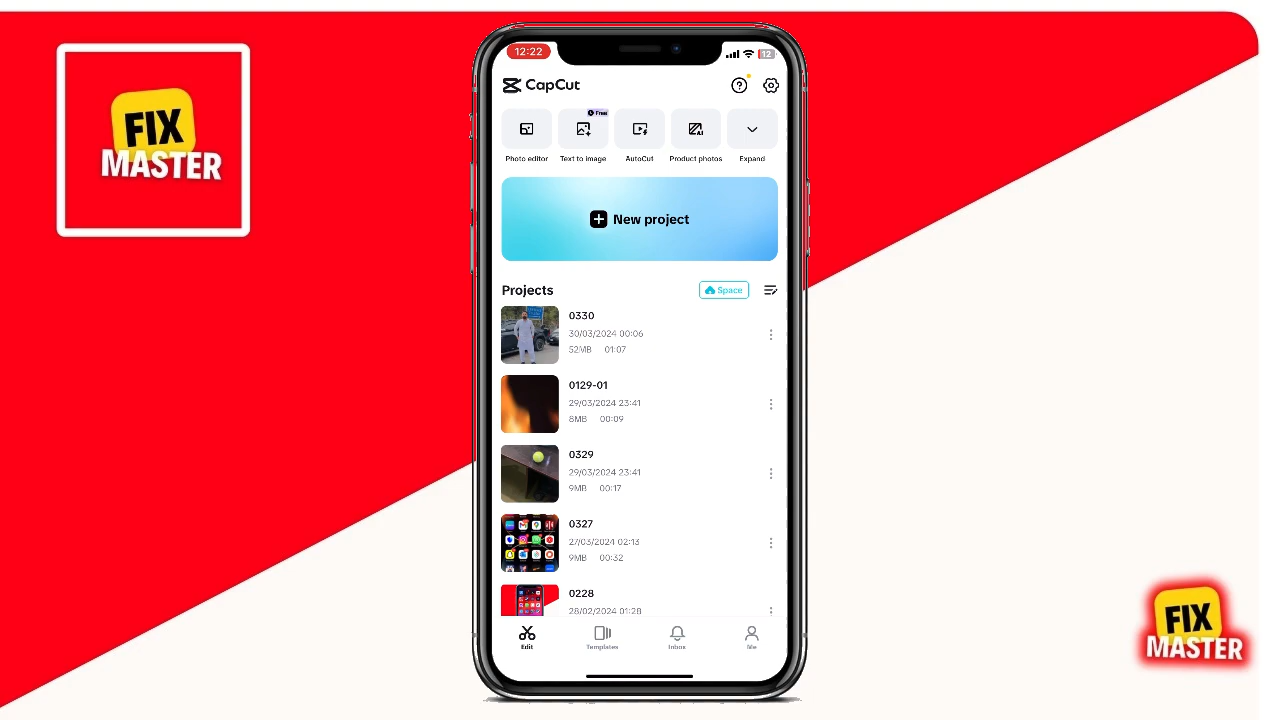 FIX
MASTER
12:22
12
CapCut
Free
Photo editor
Text to image
AutoCut
Product photos
Expand
New project
Projects
Space
0330
30/03/2024 00:06
52MB 01:07
0129-01
29/03/2024 23:41
8MB 00:09
0329
29/03/2024 23:41
9MB 00:17
0327
27/03/2024 02:13
9MB 00:32
0228
28/02/2024 01:28
Edit
Templates
Inbox
Me
FIX
MASTER